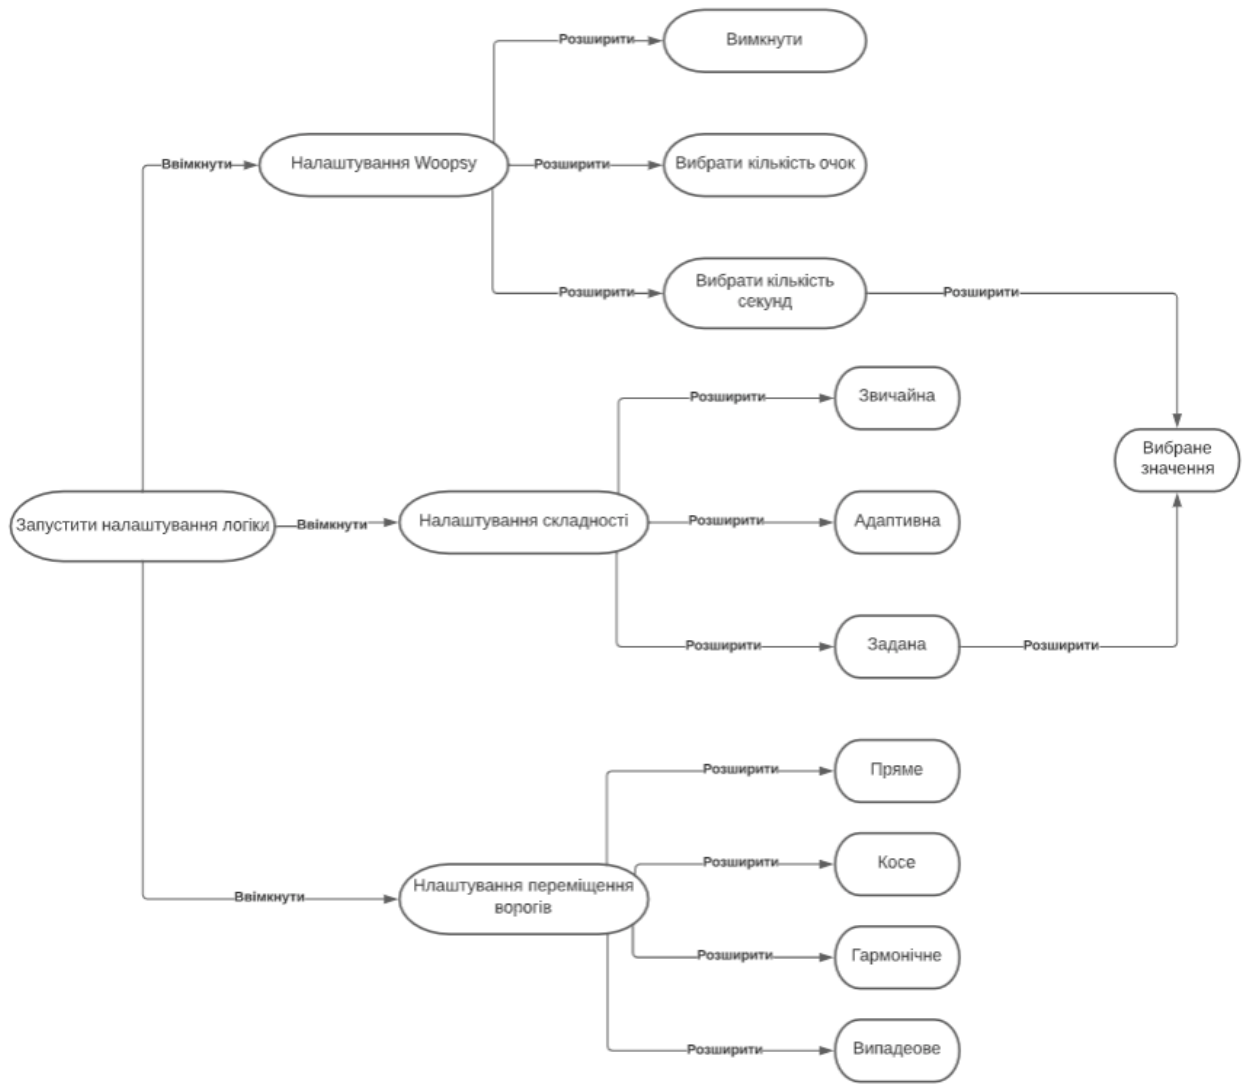 Розширити
Вимкнути
Ввімкнути
Налаштування Woopsy
Розширити
Вибрати кількість очок
Розширити
Вибрати кількість
секунд
Розширити
Розширити
Звичайна
Вибране
значення
Запустити налаштування логіки
Ввімкнути
Налаштування складності
Розширити
Адаптивна
Розширити
Задана
Розширити
Розширити
Пряме
Розширити
Косе
Ввімкнути
Нлаштування переміщення
ворогів
Розширити
Гармонічне
Розширити
Випадеове